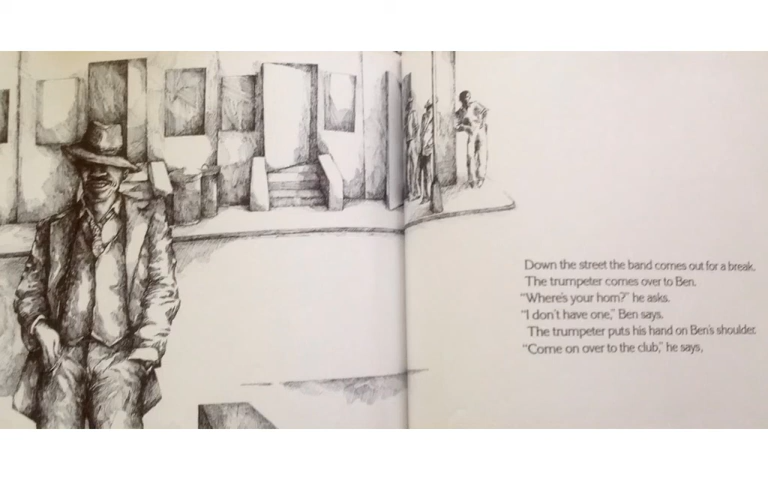 Down the street the band comes out for a break.
The trumpeter comes over to Ben.
"Where's your horn?" he asks.
"I don't have one," Ben says.
The trumpeter puts his hand on Ben's shoulder.
"Come on over to the club," he says,